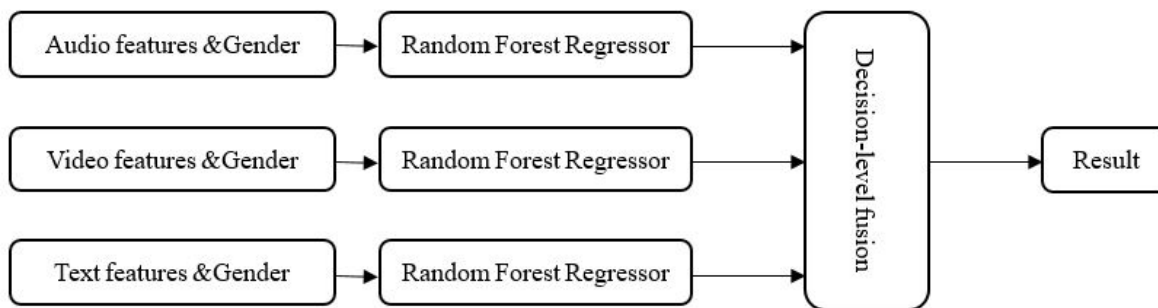 Audio features &Gender
Random Forest Regressor
Video features &Gender
Random Forest Regressor
Text features &Gender
Random Forest Regressor
Decision-level fusion
Result